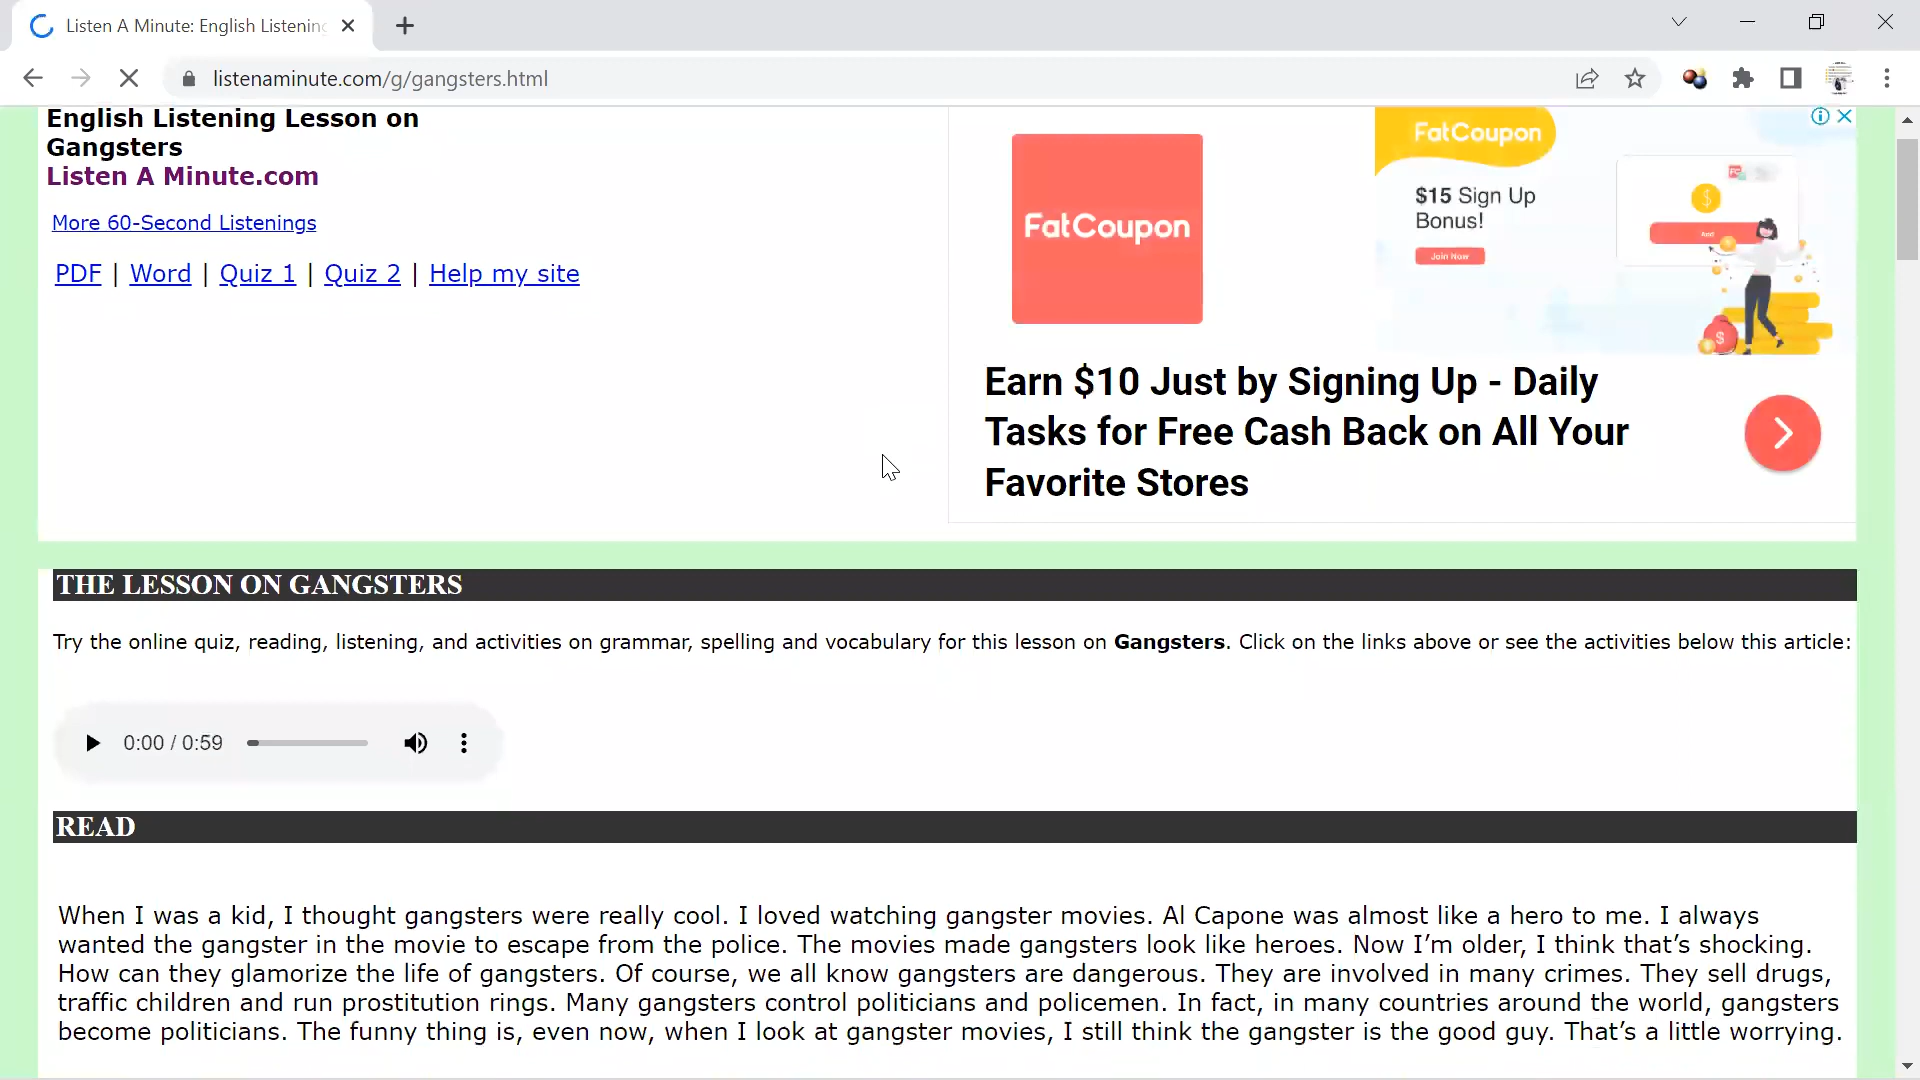 Listen A Minute: English Listening
listenaminute.com/g/gangsters.html
English Listening Lesson on
Gangsters
Listen A Minute.com
More 60-Second Listenings
PDF | Word | Quiz 1 | Quiz 2 | Help my site
FatCoupon
FatCoupon
$15 Sign Up
Bonus!
Join Now
Earn $10 Just by Signing Up - Daily
Tasks for Free Cash Back on All Your
Favorite Stores
THE LESSON ON GANGSTERS
Try the online quiz, reading, listening, and activities on grammar, spelling and vocabulary for this lesson on Gangsters. Click on the links above or see the activities below this article:
0:00 / 0:59
READ
When I was a kid, I thought gangsters were really cool. I loved watching gangster movies. Al Capone was almost like a hero to me. I always
wanted the gangster in the movie to escape from the police. The movies made gangsters look like heroes. Now I’m older, I think that’s shocking.
How can they glamorize the life of gangsters. Of course, we all know gangsters are dangerous. They are involved in many crimes. They sell drugs,
traffic children and run prostitution rings. Many gangsters control politicians and policemen. In fact, in many countries around the world, gangsters
become politicians. The funny thing is, even now, when I look at gangster movies, I still think the gangster is the good guy. That’s a little worrying.